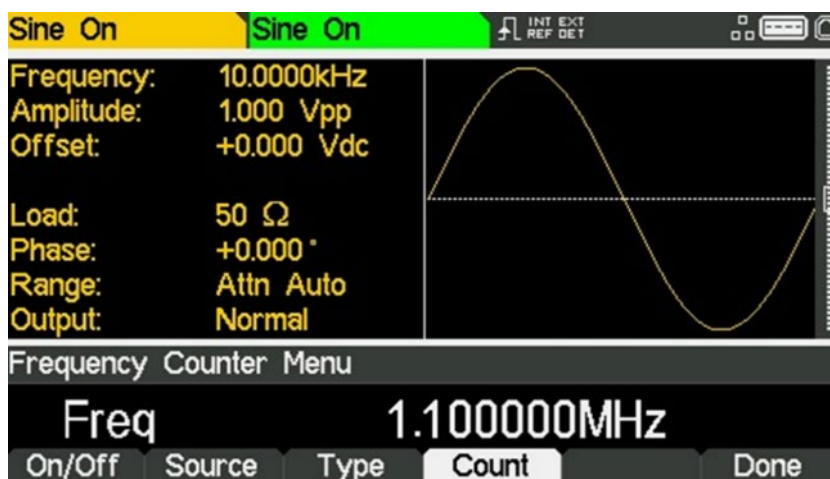 Sine On
Sine On
INT EXT
REF DET
Frequency: 10.0000kHz
Amplitude: 1.000 Vpp
Offset: +0.000 Vdc
Load: 50 Ω
Phase: +0.000 °
Range: Attn Auto
Output: Normal
Frequency Counter Menu
Freq 1.100000MHz
On/Off Source Type Count Done